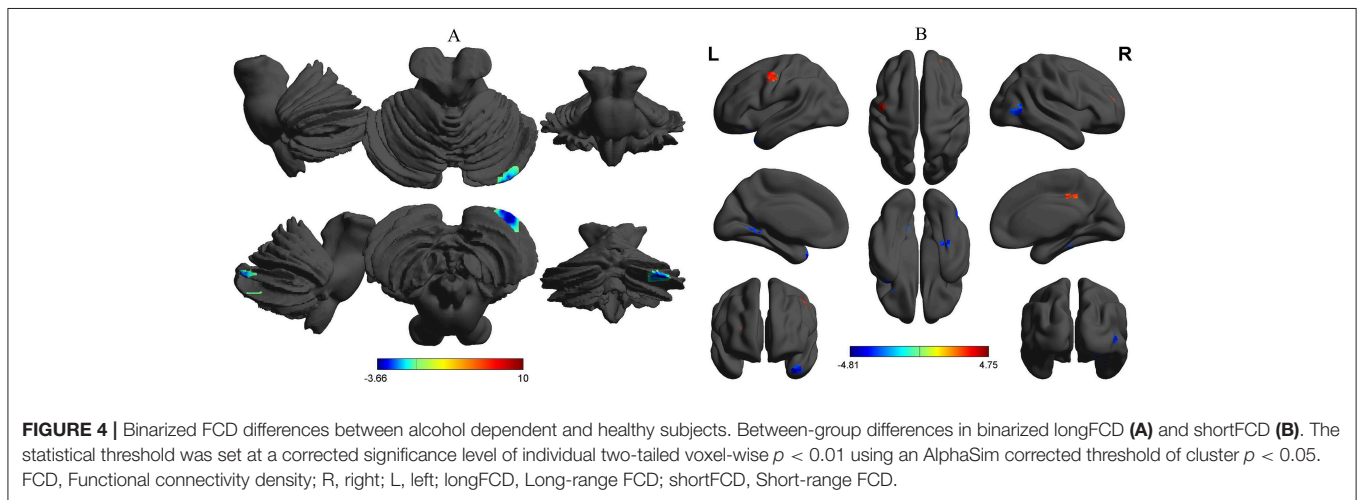 A
B
L
R
-3.66
10
-4.81
4.75
FIGURE 4 | Binarized FCD differences between alcohol dependent and healthy subjects. Between-group differences in binarized longFCD (A) and shortFCD (B). The
statistical threshold was set at a corrected significance level of individual two-tailed voxel-wise p < 0.01 using an AlphaSim corrected threshold of cluster p < 0.05.
FCD, Functional connectivity density; R, right; L, left; longFCD, Long-range FCD; shortFCD, Short-range FCD.